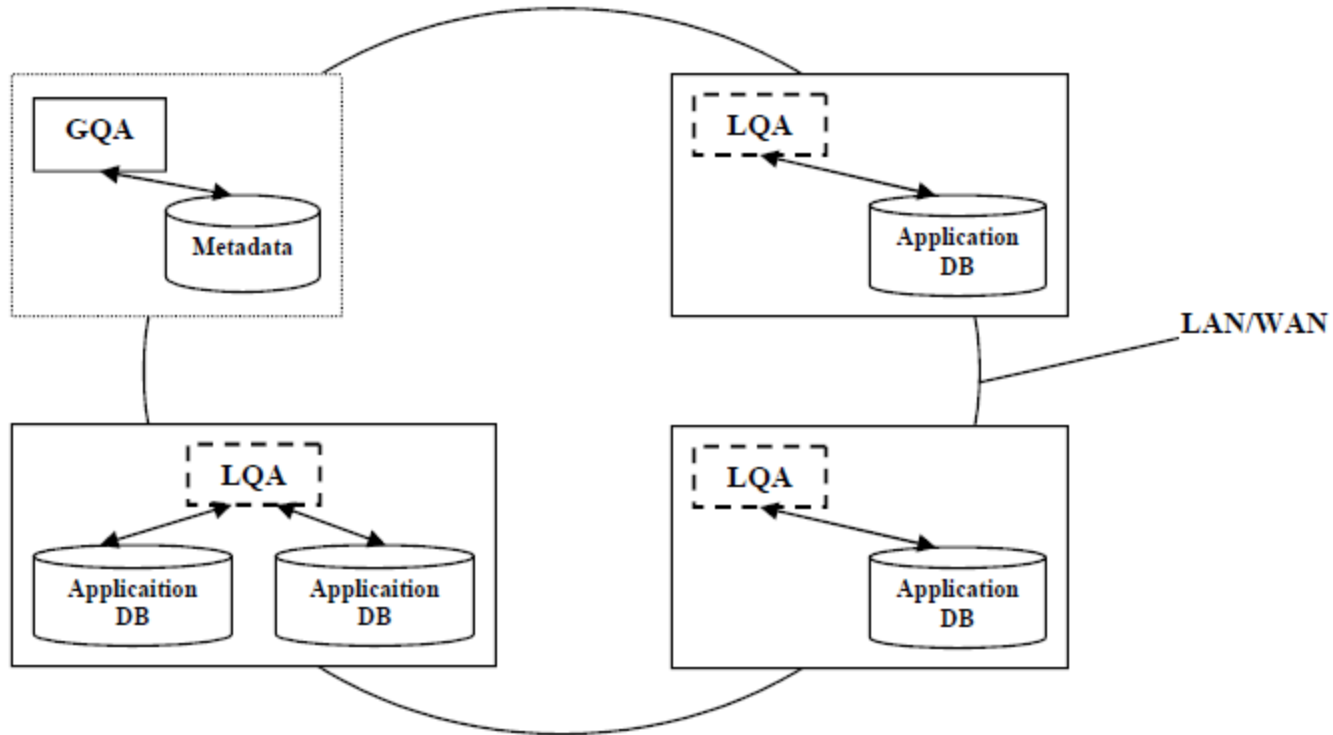 GQA
Metadata
LQA
Application
DB
LAN/WAN
LQA
Applicaition
DB
Applicaition
DB
LQA
Application
DB